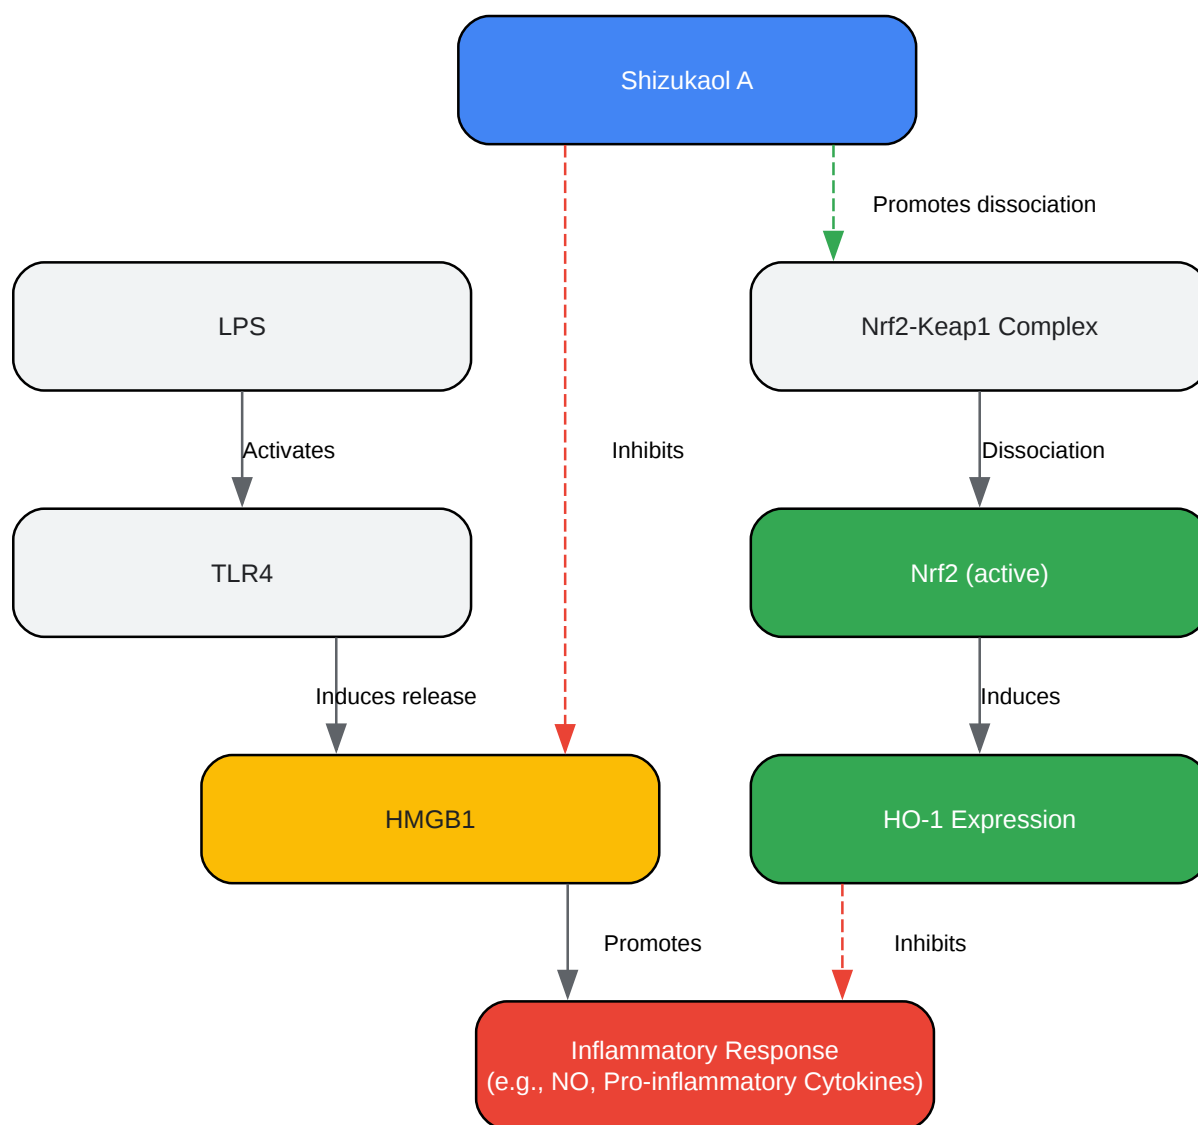 Shizukaol A
Promotes dissociation
LPS
Nrf2-Keap1 Complex
Activates
Inhibits
Dissociation
TLR4
Nrf2 (active)
Induces release
Induces
HMGB1
HO-1 Expression
Promotes
Inhibits
Inflammatory Response
(e.g., NO, Pro-inflammatory Cytokines)